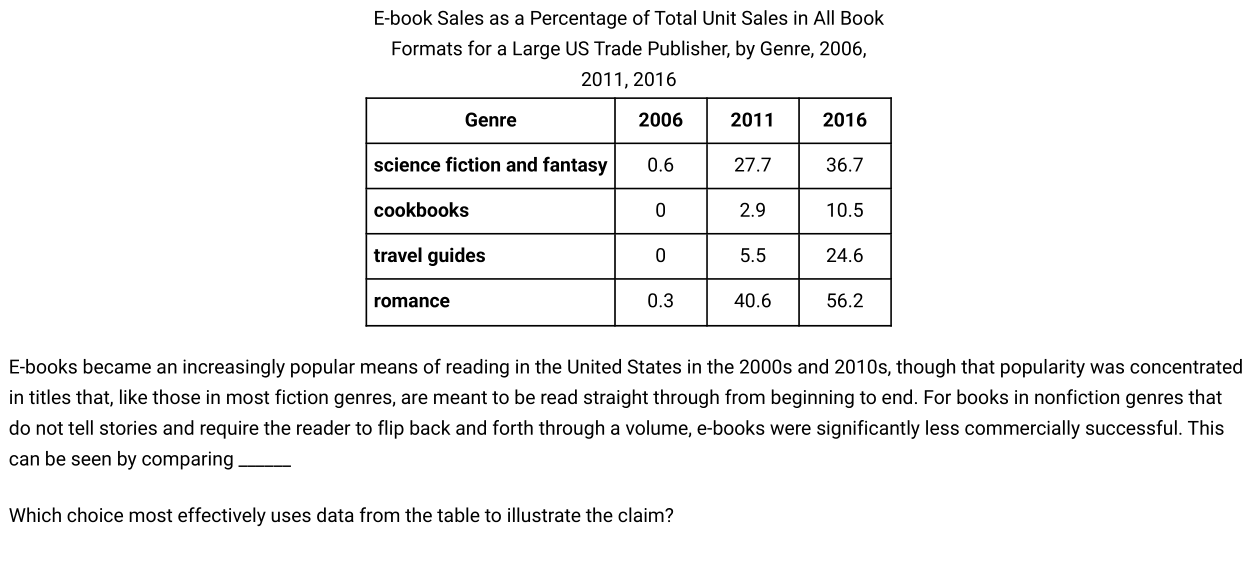 E-book Sales as a Percentage of Total Unit Sales in All Book
Formats for a Large US Trade Publisher, by Genre, 2006,
2011, 2016
Genre 2006 2011 2016
science fiction and fantasy 0.6 27.7 36.7
cookbooks 0 2.9 10.5
travel guides 0 5.5 24.6
romance 0.3 40.6 56.2
E-books became an increasingly popular means of reading in the United States in the 2000s and 2010s, though that popularity was concentrated
in titles that, like those in most fiction genres, are meant to be read straight through from beginning to end. For books in nonfiction genres that
do not tell stories and require the reader to flip back and forth through a volume, e-books were significantly less commercially successful. This
can be seen by comparing ______
Which choice most effectively uses data from the table to illustrate the claim?